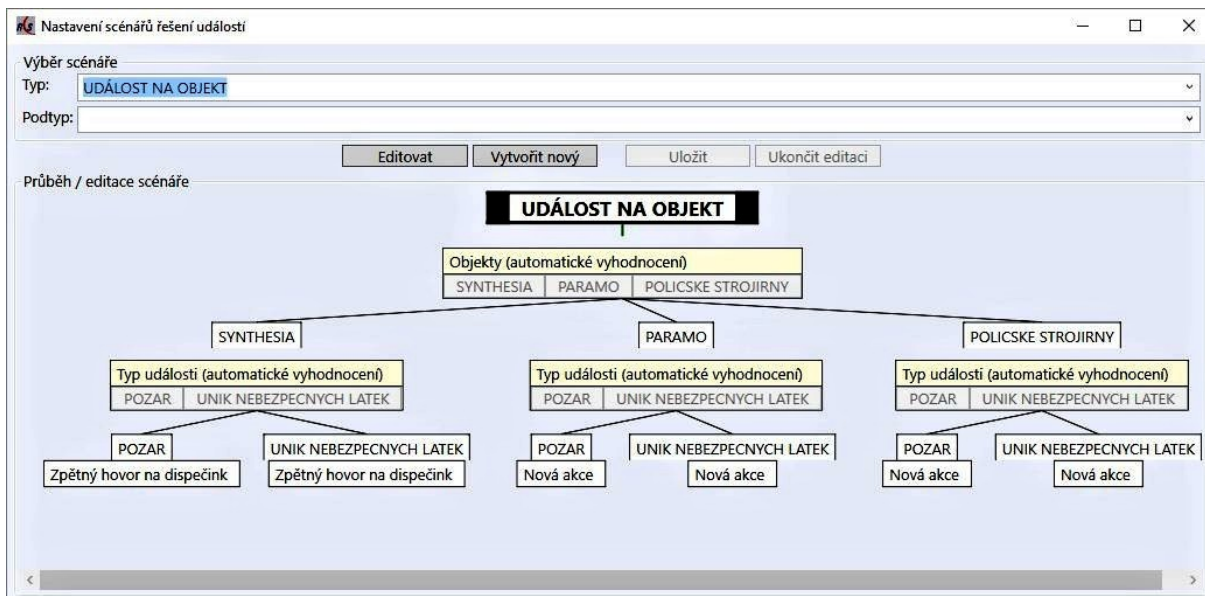 Nastavení scénářů řešení událostí
Výběr scénáře
Typ: UDÁLOST NA OBJEKT
Podtyp:
Editovat Vytvořit nový Uložit Ukončit editaci
Průběh / editace scénáře
UDÁLOST NA OBJEKT
Objekty (automatické vyhodnocení)
SYNTHESIA PARAMO POLICSKE STROJIRNY
SYNTHESIA PARAMO POLICSKE STROJIRNY
Typ události (automatické vyhodnocení) Typ události (automatické vyhodnocení) Typ události (automatické vyhodnocení)
POZAR UNIK NEBEZPECNYCH LATEK POZAR UNIK NEBEZPECNYCH LATEK POZAR UNIK NEBEZPECNYCH LATEK
POZAR UNIK NEBEZPECNYCH LATEK POZAR UNIK NEBEZPECNYCH LATEK POZAR UNIK NEBEZPECNYCH LATEK
Zpětný hovor na dispečink Zpětný hovor na dispečink Nová akce Nová akce Nová akce Nová akce